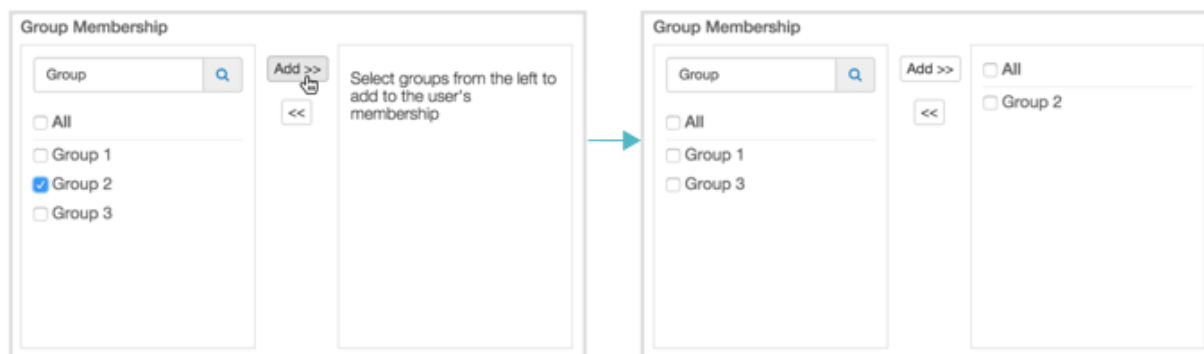 Group Membership
Group
All
Group 1
Group 2
Group 3
Add >>
<<
Select groups from the left to
add to the user's
membership
Group Membership
Group
All
Group 1
Group 3
Add >>
<<
All
Group 2